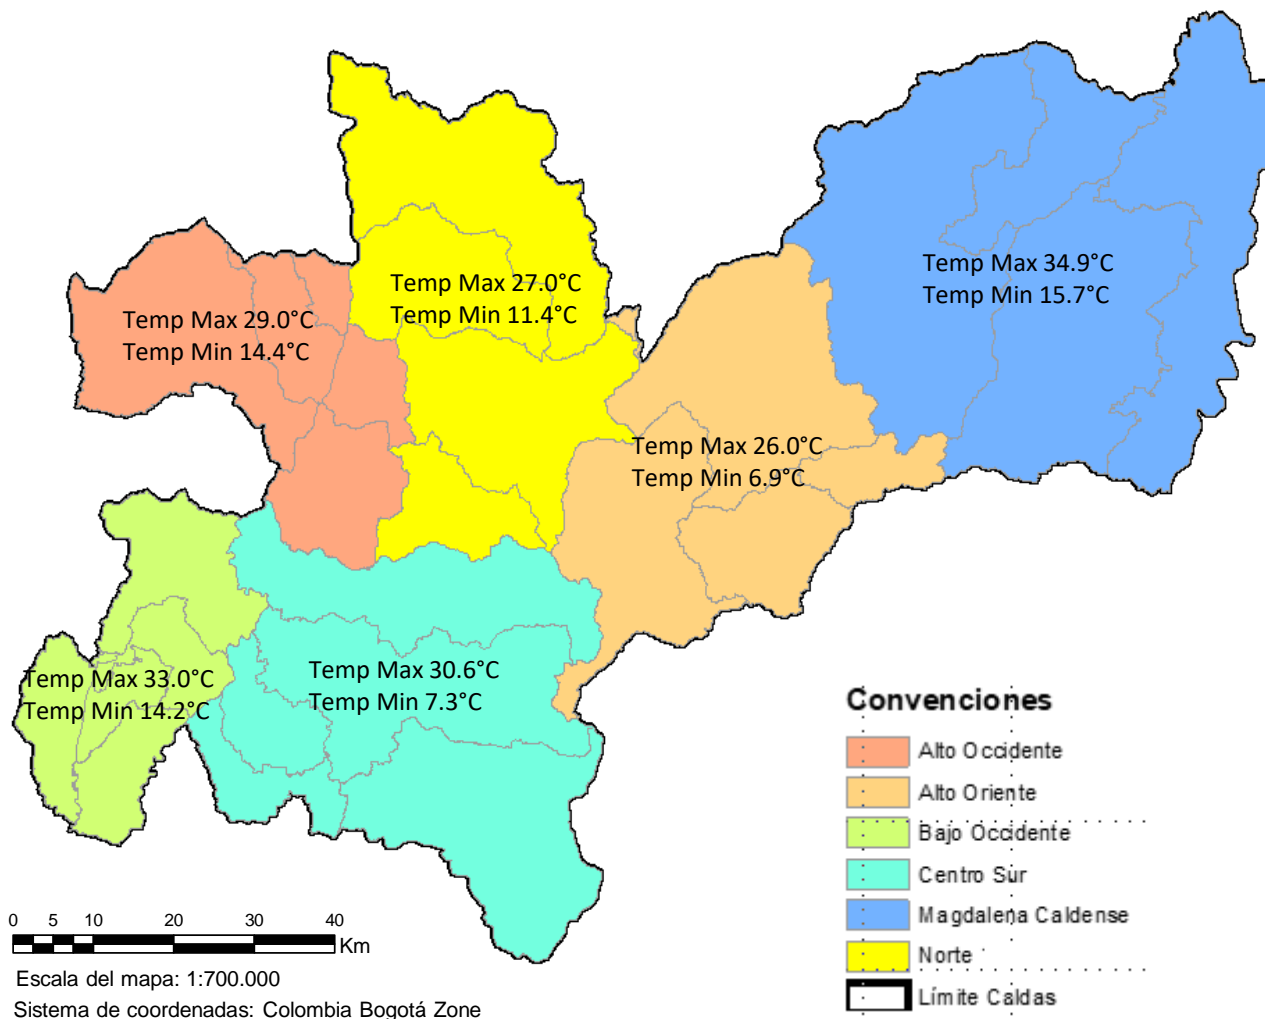 Temp Max 34.9°C
Temp Min 15.7°C
Temp Max 27.0°C
Temp Min 11.4°C
Temp Max 29.0°C
Temp Min 14.4°C
Temp Max 26.0°C
Temp Min 6.9°C
Temp Max 33.0°C
Temp Min 14.2°C
Temp Max 30.6°C
Temp Min 7.3°C
Convenciones
Alto Occidente
Alto Oriente
Bajo Occidente
Centro Sur
Magdalena Caldense
Norte
Límite Caldas
0 5 10 20 30 40
Km
Escala del mapa: 1:700.000
Sistema de coordenadas: Colombia Bogotá Zone